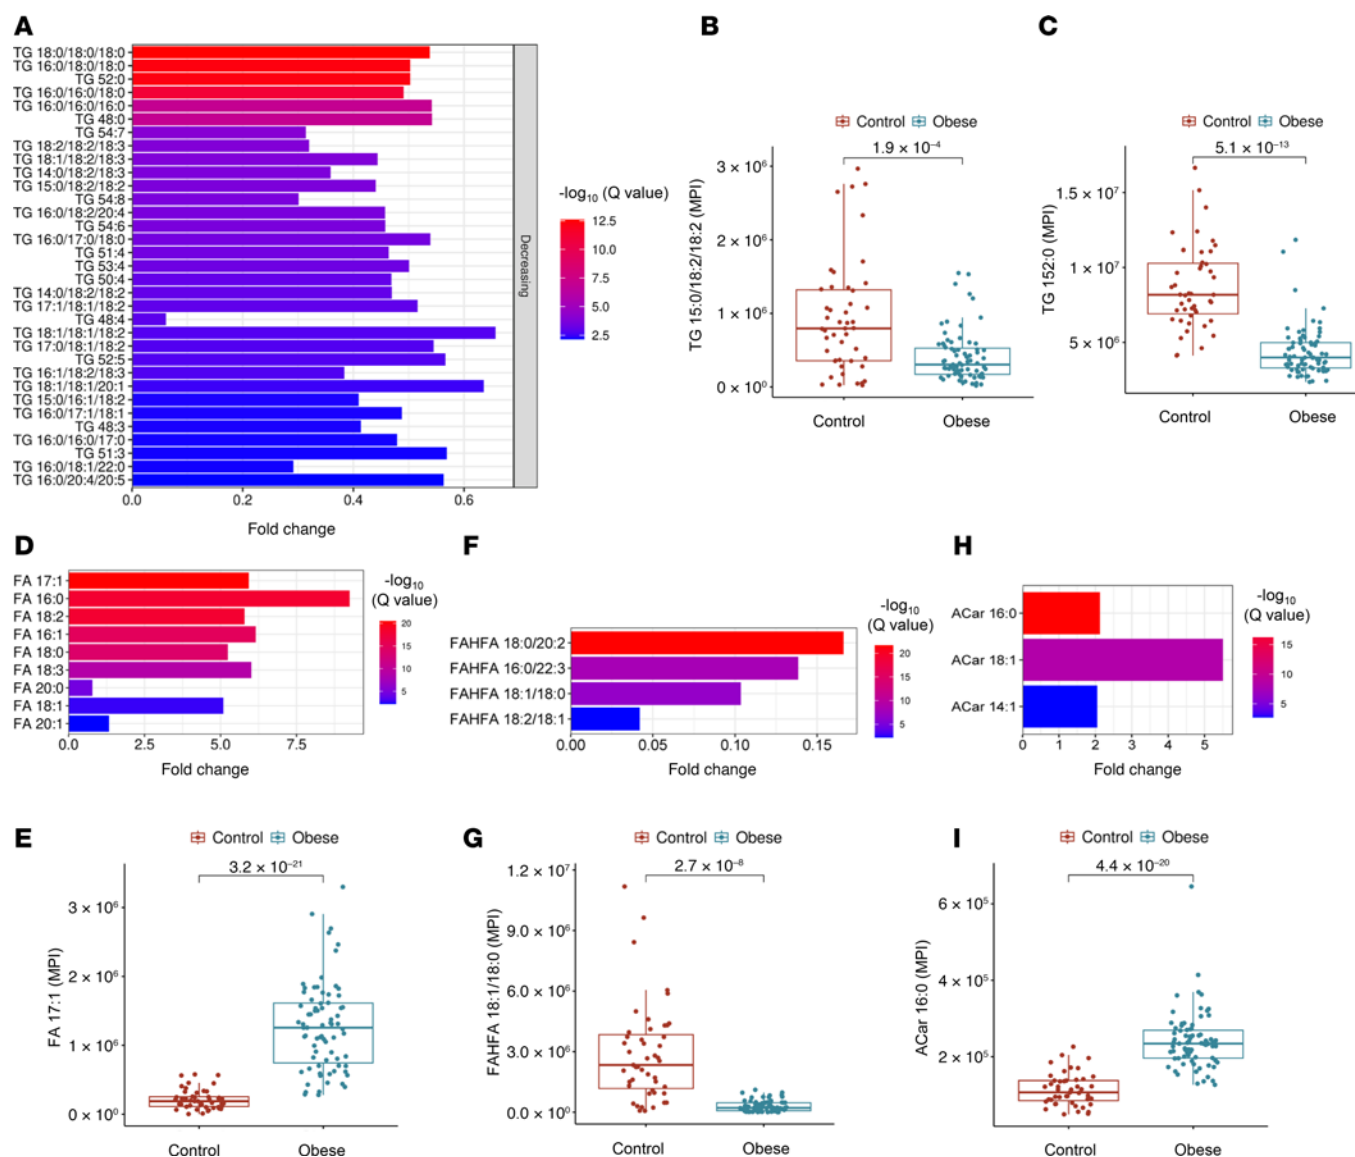 A
TG 18:0/18:0/18:0
TG 16:0/18:0/18:0
TG 52:0
TG 16:0/16:0/18:0
TG 16:0/16:0/16:0
TG 48:0
TG 54:7
TG 18:2/18:2/18:3
TG 18:1/18:2/18:3
TG 14:0/18:2/18:3
TG 15:0/18:2/18:2
TG 54:8
TG 16:0/18:2/20:4
TG 54:6
TG 16:0/17:0/18:0
TG 51:4
TG 53:4
TG 50:4
TG 14:0/18:2/18:2
TG 17:1/18:1/18:2
TG 48:4
TG 18:1/18:1/18:2
TG 17:0/18:1/18:2
TG 52:5
TG 16:1/18:2/18:3
TG 18:1/18:1/20:1
TG 15:0/16:1/18:2
TG 16:0/17:1/18:1
TG 48:3
TG 16:0/16:0/17:0
TG 51:3
TG 16:0/18:1/22:0
TG 16:0/20:4/20:5
0.0 0.2 0.4 0.6
Fold change
Decreasing
-log₁₀ (Q value)
12.5
10.0
7.5
5.0
2.5
B
Control Obese
1.9 × 10⁻⁴
TG 15:0/18:2/18:2 (MPI)
3 × 10⁶
2 × 10⁶
1 × 10⁶
0 × 10⁰
Control Obese
C
Control Obese
5.1 × 10⁻¹³
TG 152:0 (MPI)
1.5 × 10⁷
1 × 10⁷
5 × 10⁶
Control Obese
D
FA 17:1
FA 16:0
FA 18:2
FA 16:1
FA 18:0
FA 18:3
FA 20:0
FA 18:1
FA 20:1
0.0 2.5 5.0 7.5
Fold change
-log₁₀
(Q value)
20
15
10
5
F
FAHFA 18:0/20:2
FAHFA 16:0/22:3
FAHFA 18:1/18:0
FAHFA 18:2/18:1
0.00 0.05 0.10 0.15
Fold change
-log₁₀
(Q value)
20
15
10
5
H
ACar 16:0
ACar 18:1
ACar 14:1
0 1 2 3 4 5
Fold change
-log₁₀
(Q value)
15
10
5
E
Control Obese
3.2 × 10⁻²¹
FA 17:1 (MPI)
3 × 10⁶
2 × 10⁶
1 × 10⁶
0 × 10⁰
Control Obese
G
Control Obese
2.7 × 10⁻⁸
FAHFA 18:1/18:0 (MPI)
1.2 × 10⁷
9.0 × 10⁶
6.0 × 10⁶
3.0 × 10⁶
0.0 × 10⁰
Control Obese
I
Control Obese
4.4 × 10⁻²⁰
ACar 16:0 (MPI)
6 × 10⁵
4 × 10⁵
2 × 10⁵
Control Obese